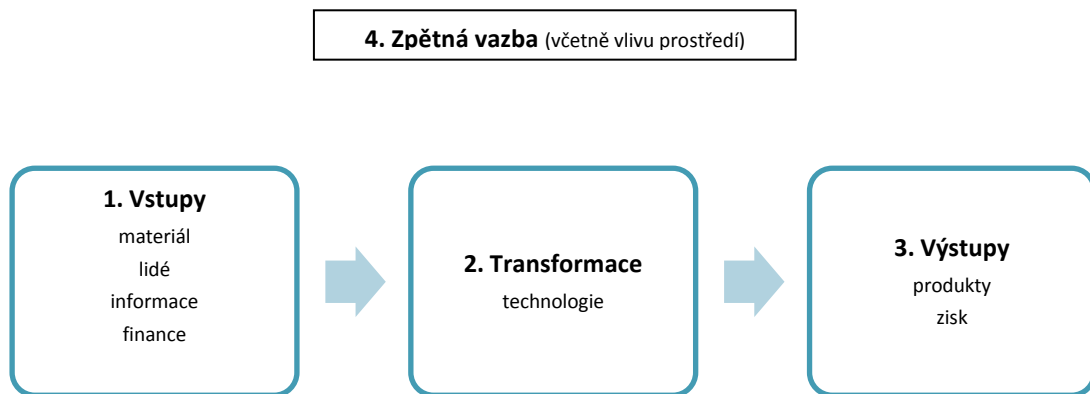 4. Zpětná vazba (včetně vlivu prostředí)
1. Vstupy
materiál
lidé
informace
finance
2. Transformace
technologie
3. Výstupy
produkty
zisk